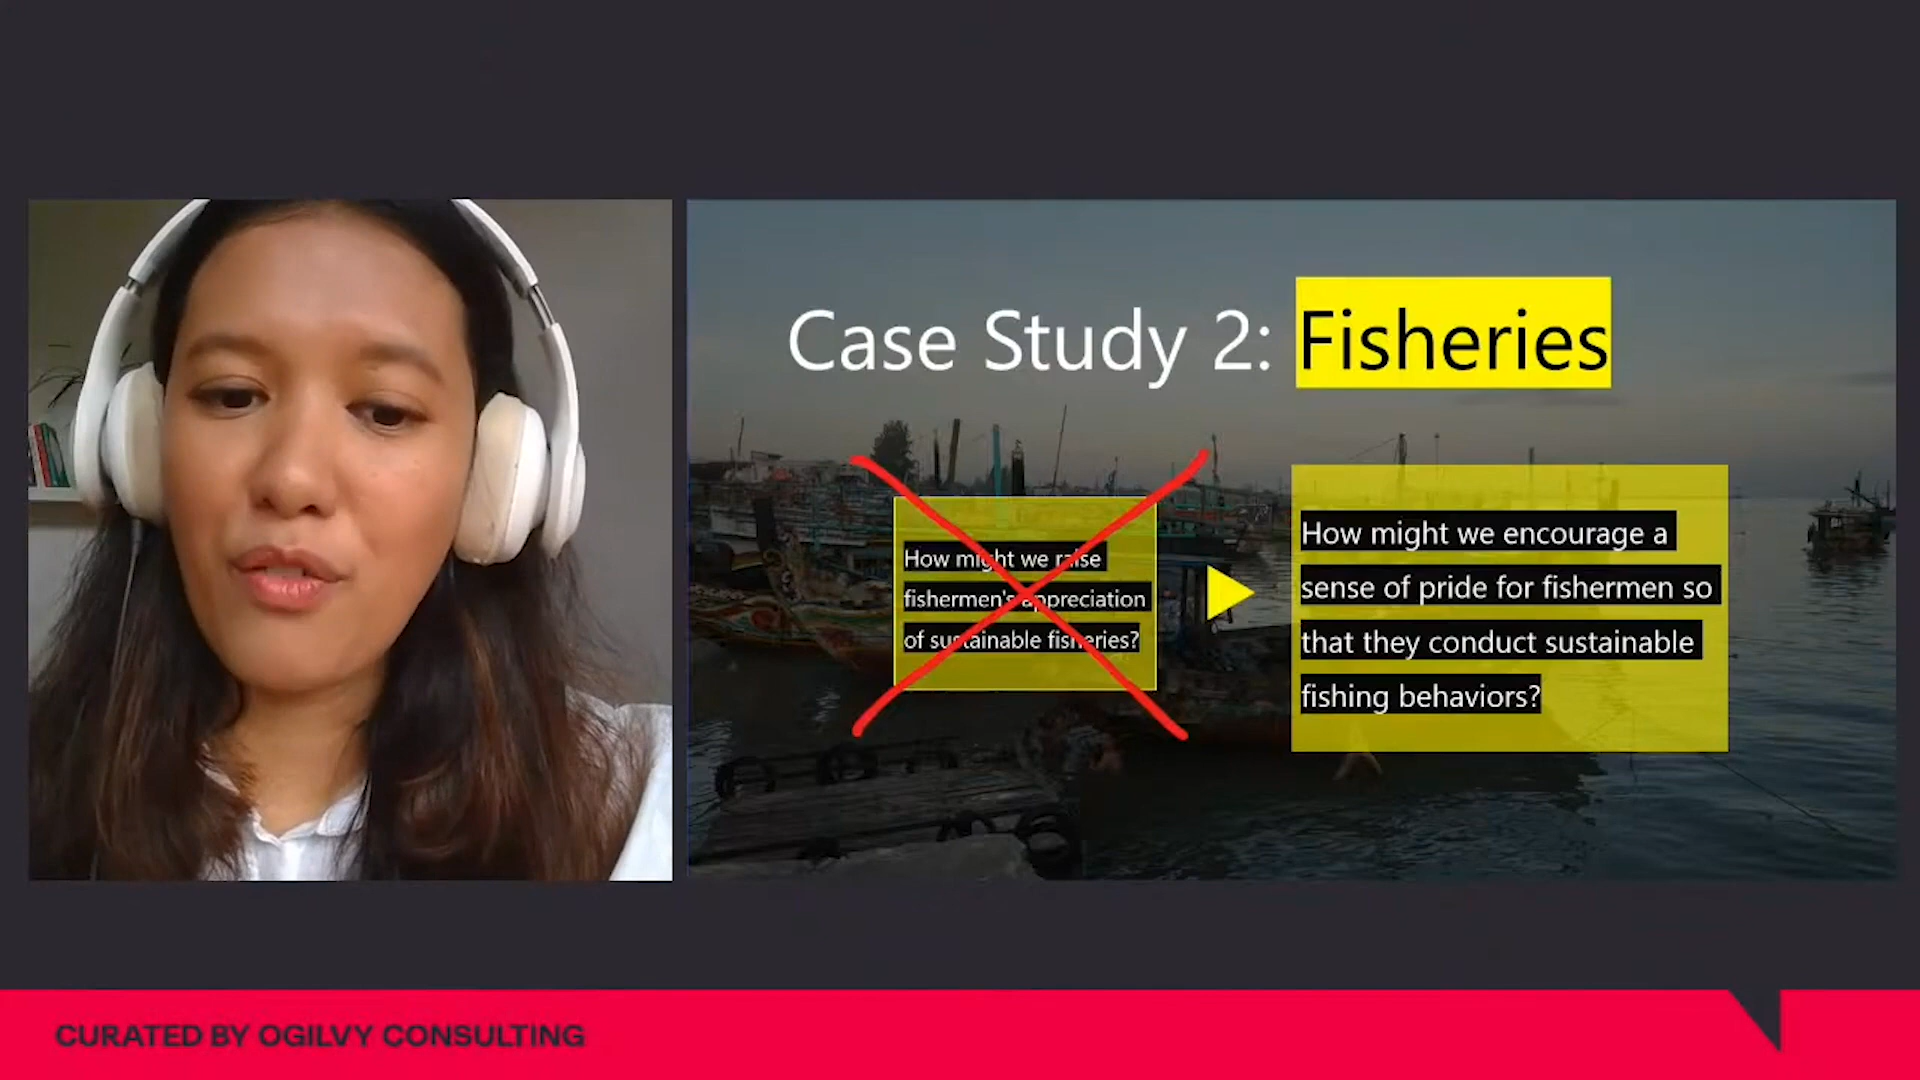 Case Study 2: Fisheries
How might we raise
fishermen's appreciation
of sustainable fisheries?
How might we encourage a
sense of pride for fishermen so
that they conduct sustainable
fishing behaviors?
CURATED BY OGILVY CONSULTING